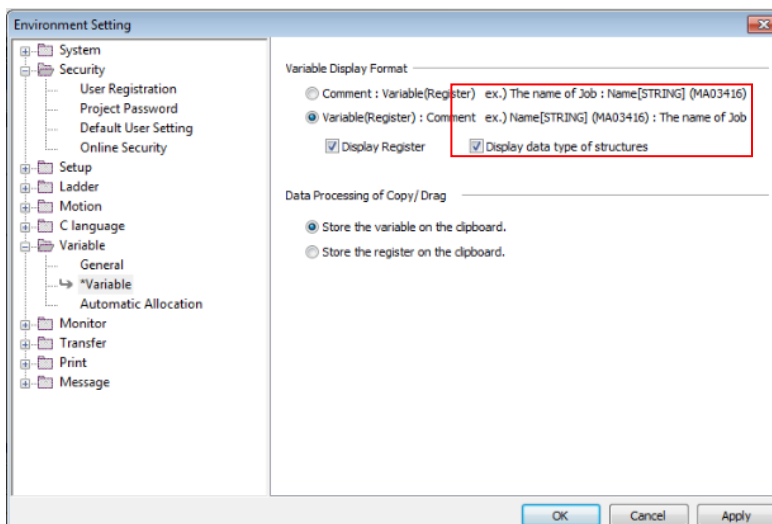 Environment Setting
System
Security
User Registration
Project Password
Default User Setting
Online Security
Setup
Ladder
Motion
C language
Variable
General
*Variable
Automatic Allocation
Monitor
Transfer
Print
Message
Variable Display Format
Comment : Variable(Register) ex.) The name of Job : Name[STRING] (MA03416)
Variable(Register) : Comment ex.) Name[STRING] (MA03416) : The name of Job
Display Register Display data type of structures
Data Processing of Copy/Drag
Store the variable on the clipboard.
Store the register on the clipboard.
OK Cancel Apply